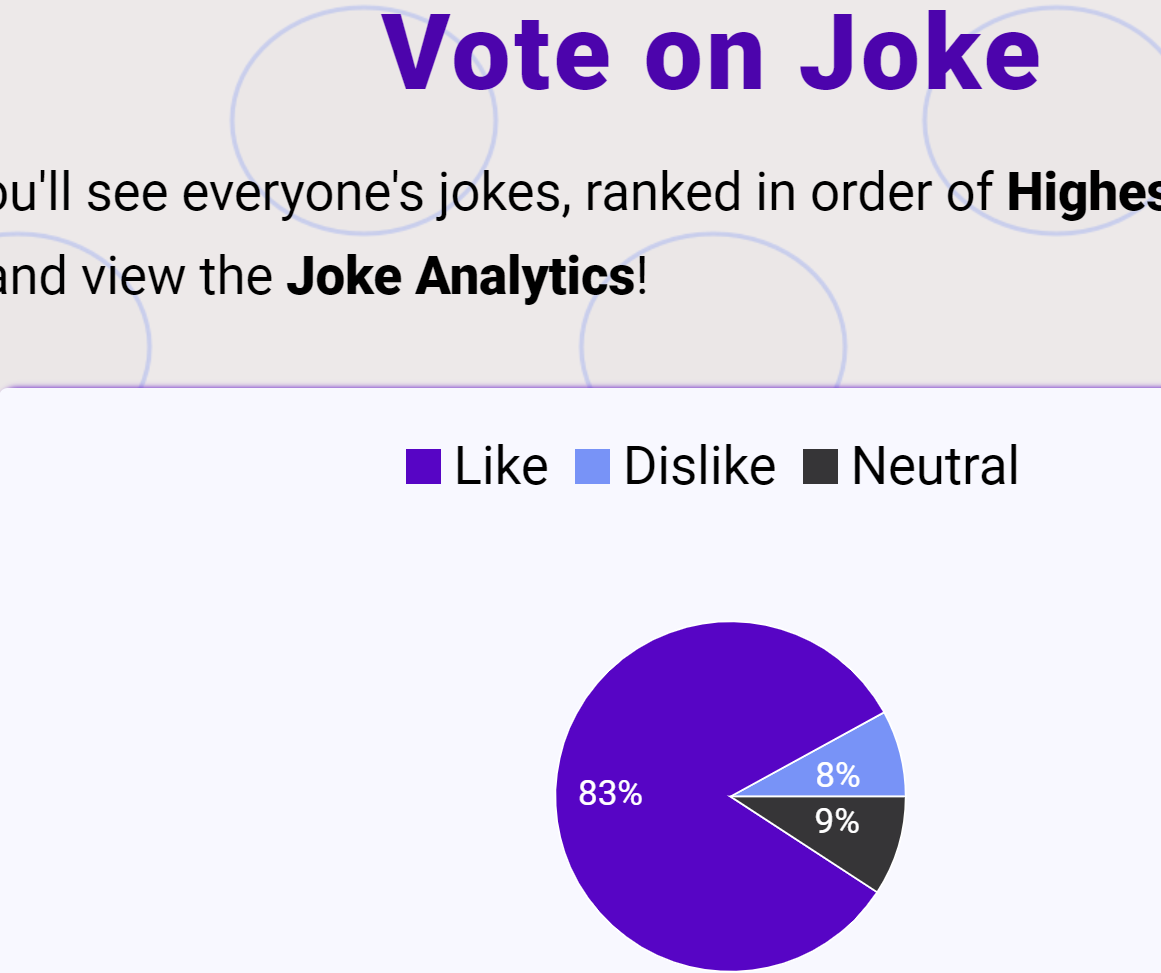 Vote on Joke
ou'll see everyone's jokes, ranked in order of Highes
and view the Joke Analytics!
Like Dislike Neutral
8%
83%
9%